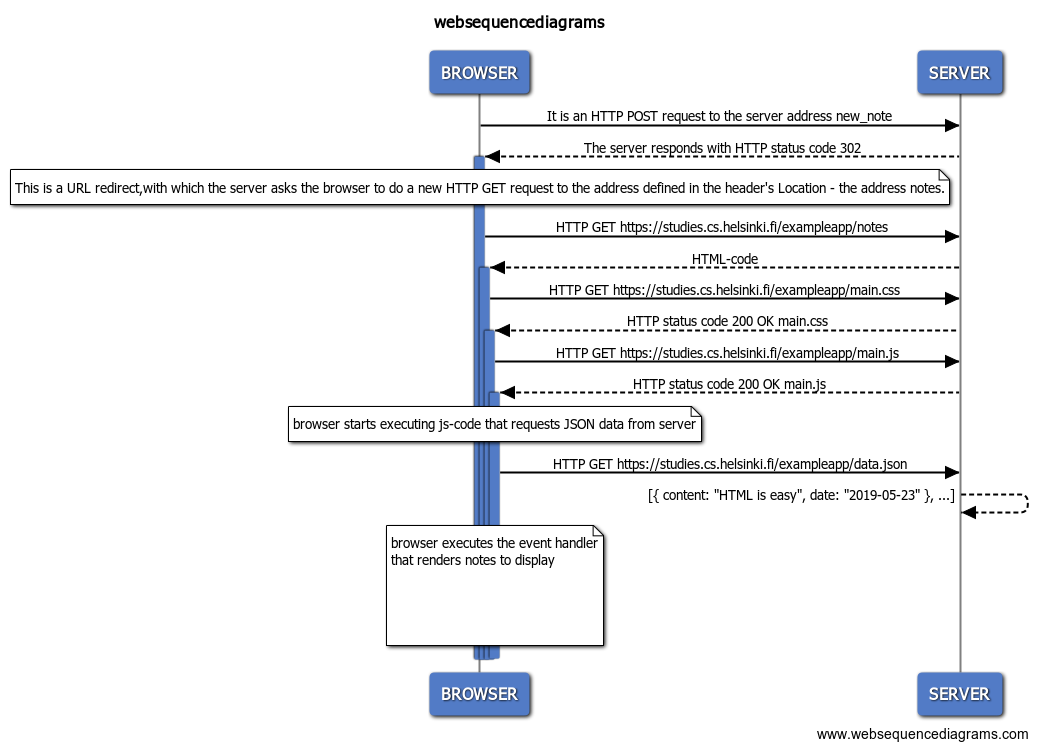 websequencediagrams
BROWSER
SERVER
It is an HTTP POST request to the server address new_note
The server responds with HTTP status code 302
This is a URL redirect,with which the server asks the browser to do a new HTTP GET request to the address defined in the header's Location - the address notes.
HTTP GET https://studies.cs.helsinki.fi/exampleapp/notes
HTML-code
HTTP GET https://studies.cs.helsinki.fi/exampleapp/main.css
HTTP status code 200 OK main.css
HTTP GET https://studies.cs.helsinki.fi/exampleapp/main.js
HTTP status code 200 OK main.js
browser starts executing js-code that requests JSON data from server
HTTP GET https://studies.cs.helsinki.fi/exampleapp/data.json
[{ content: "HTML is easy", date: "2019-05-23" }, ...]
browser executes the event handler
that renders notes to display
BROWSER
SERVER
www.websequencediagrams.com